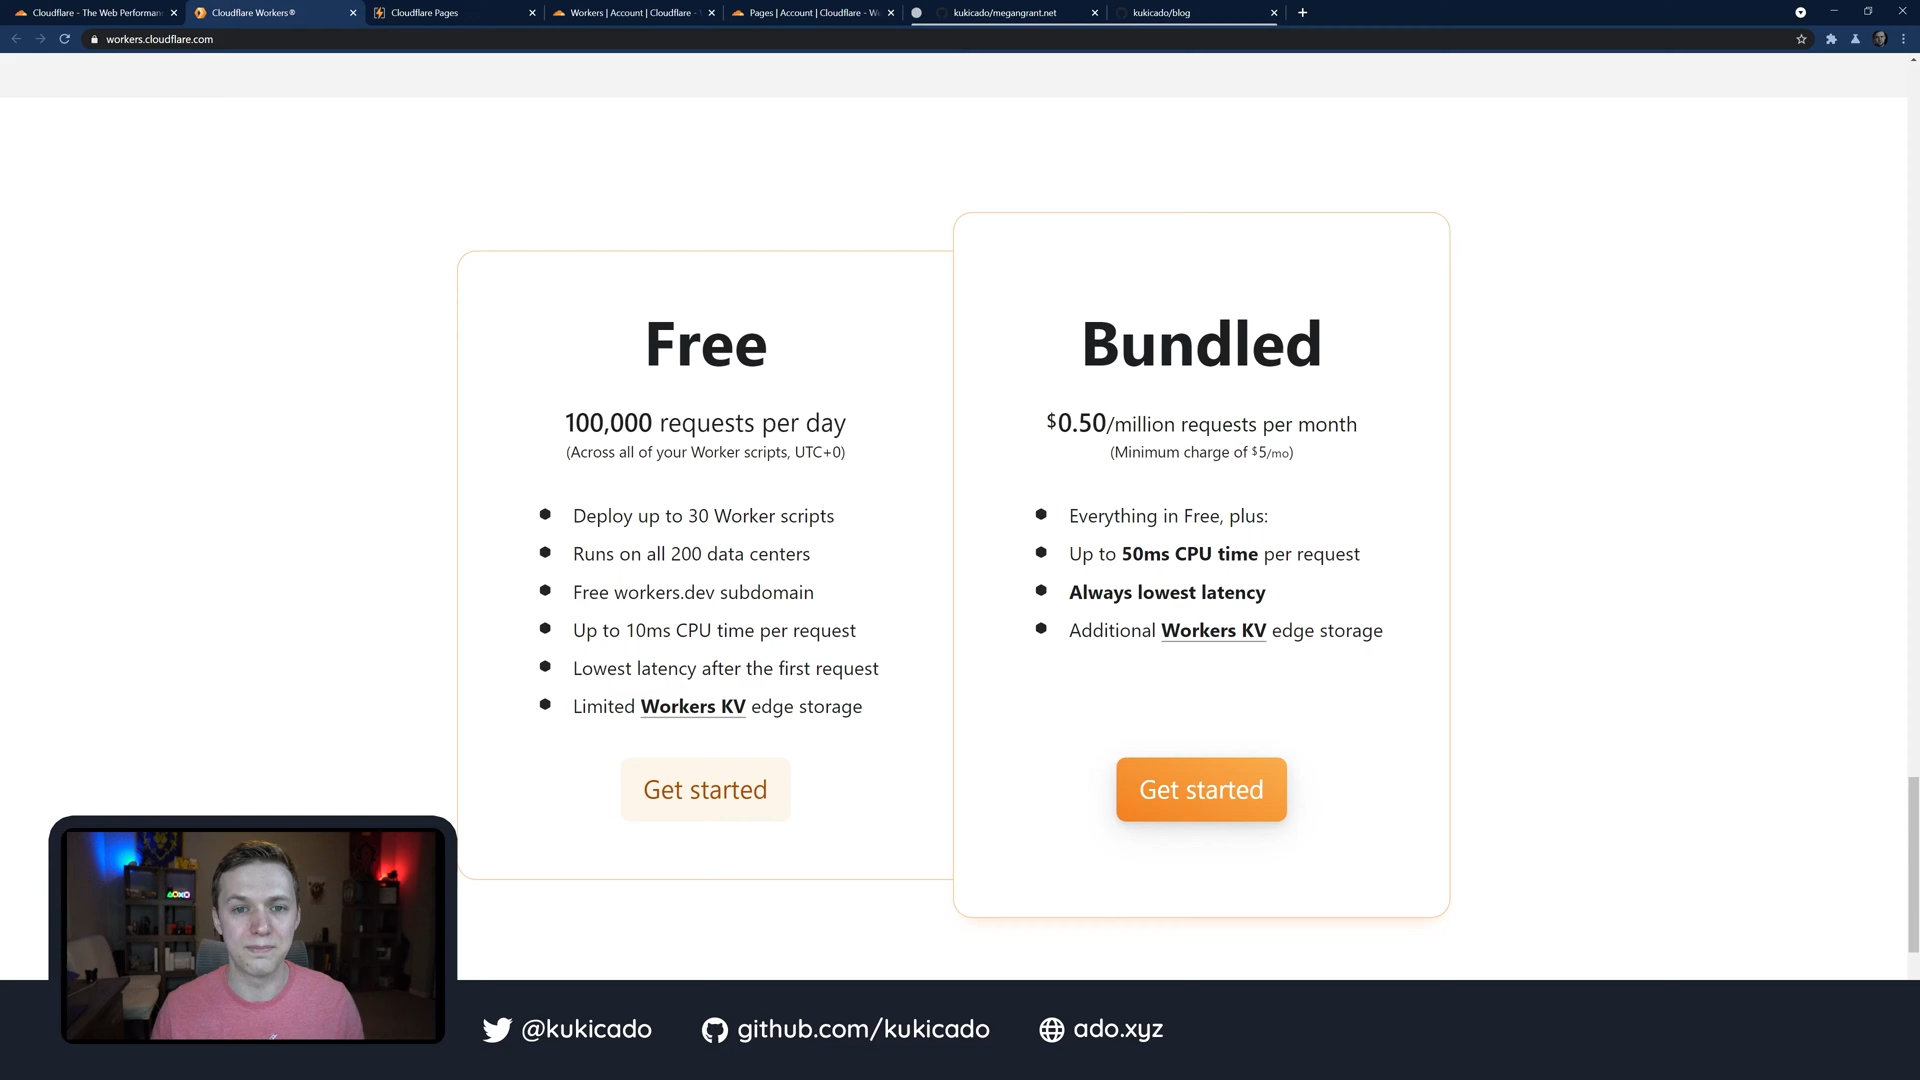 Cloudflare - The Web Performan
Cloudflare Workers®
Cloudflare Pages
Workers | Account | Cloudflare -
Pages | Account | Cloudflare - We
kukicado/megangrant.net
kukicado/blog
workers.cloudflare.com
Free
100,000 requests per day
(Across all of your Worker scripts, UTC+0)
Deploy up to 30 Worker scripts
Runs on all 200 data centers
Free workers.dev subdomain
Up to 10ms CPU time per request
Lowest latency after the first request
Limited Workers KV edge storage
Get started
Bundled
$0.50/million requests per month
(Minimum charge of $5/mo)
Everything in Free, plus:
Up to 50ms CPU time per request
Always lowest latency
Additional Workers KV edge storage
Get started
@kukicado
github.com/kukicado
ado.xyz